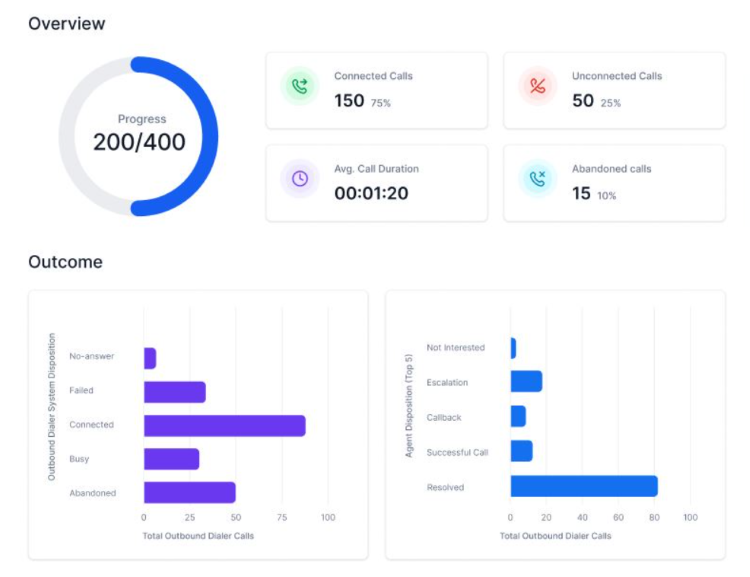 Overview
Progress
200/400
Connected Calls
150 75%
Unconnected Calls
50 25%
Avg. Call Duration
00:01:20
Abandoned calls
15 10%
Outcome
Outbound Dialer System Disposition
No-answer
Failed
Connected
Busy
Abandoned
0 25 50 75 100
Total Outbound Dialer Calls
Agent Disposition (Top 5)
Not Interested
Escalation
Callback
Successful Call
Resolved
0 20 40 60 80 100
Total Outbound Dialer Calls